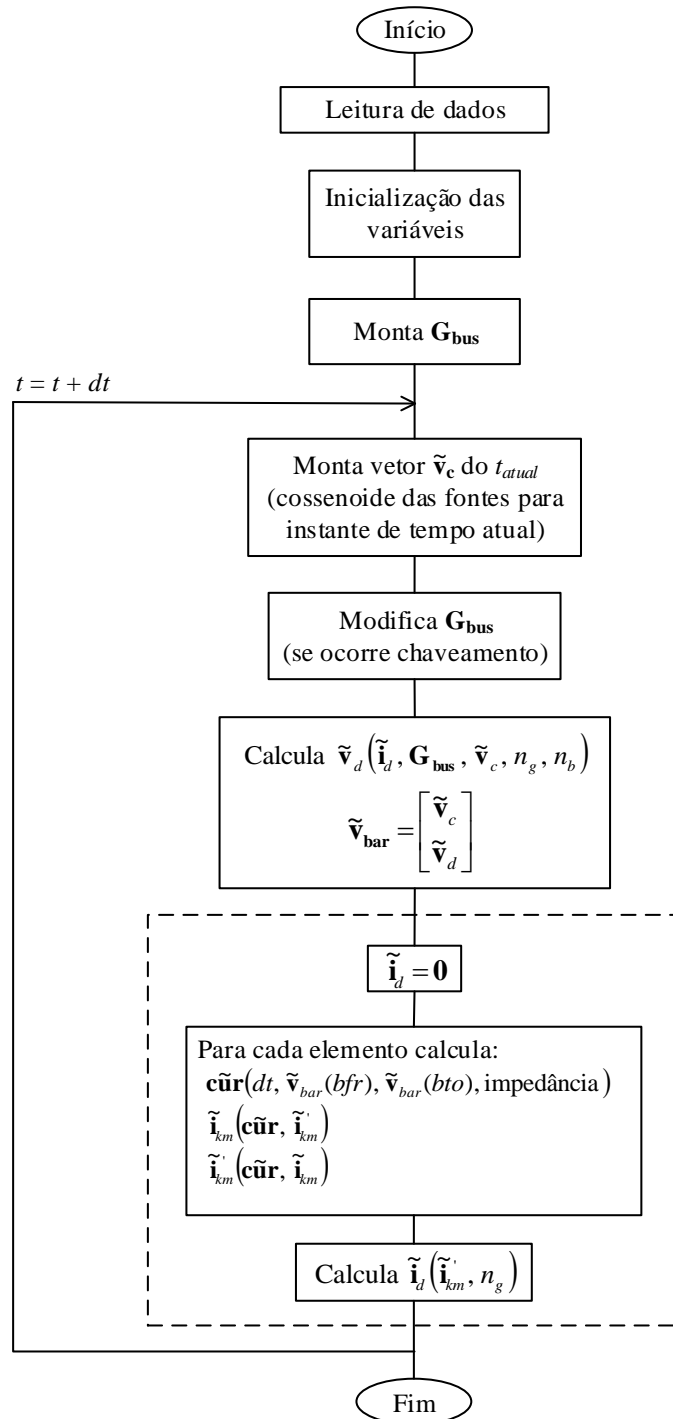 Início
Leitura de dados
Inicialização das
variáveis
Monta G_bus
t = t + dt
Monta vetor ṽ_c do t_atual
(cossenoide das fontes para
instante de tempo atual)
Modifica G_bus
(se ocorre chaveamento)
Calcula ṽ_d(ĩ_d, G_bus, ṽ_c, n_g, n_b)
ṽ_bar = [ṽ_c
ṽ_d]
ĩ_d = 0
Para cada elemento calcula:
cũr(dt, ṽ_bar(bfr), ṽ_bar(bto), impedância)
ĩ_km(cũr, ĩ'_km)
ĩ'_km(cũr, ĩ_km)
Calcula ĩ_d(ĩ'_km, n_g)
Fim